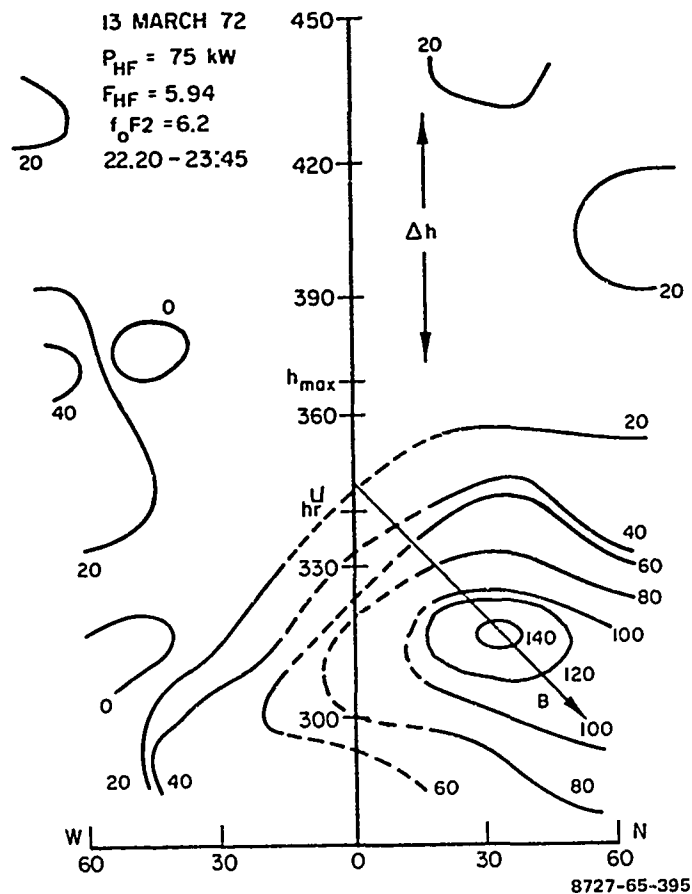 13 MARCH 72
P_HF = 75 kW
F_HF = 5.94
f_oF2 = 6.2
22.20-23:45
450
420
390
h_max
360
U
hr
330
300
Δh
20
20
20
0
40
20
20
40
60
80
100
140
120
B
100
0
20
40
60
80
W
N
60
30
0
30
60
8727-65-395